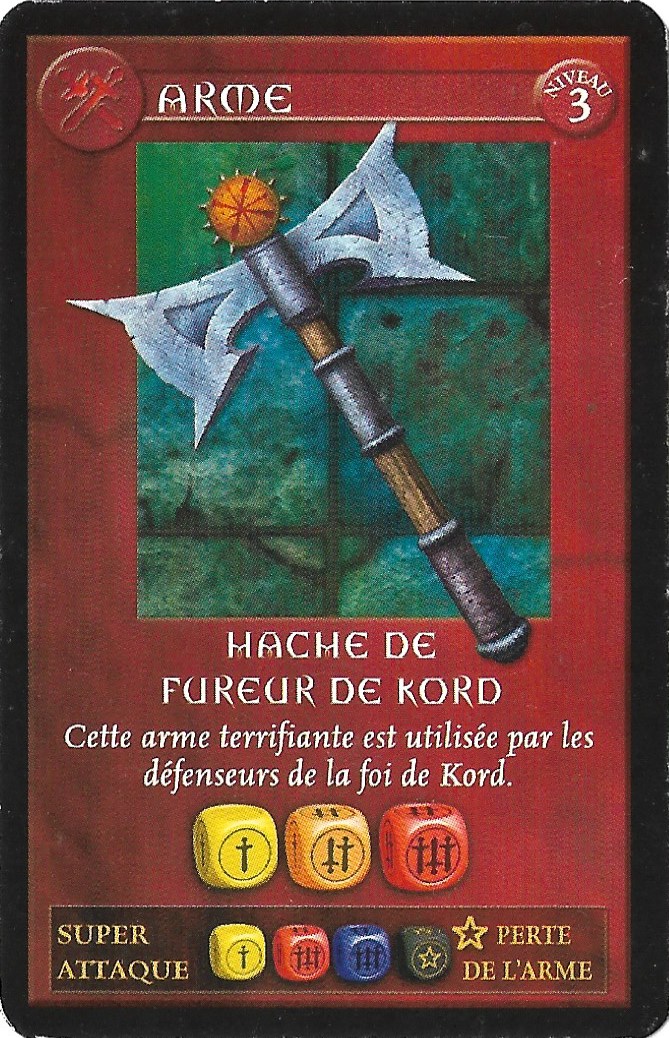 ARME
NIVEAU
3
HACHE DE
FUREUR DE KORD
Cette arme terrifiante est utilisée par les
défenseurs de la foi de Kord.
SUPER
ATTAQUE
PERTE
DE L'ARME